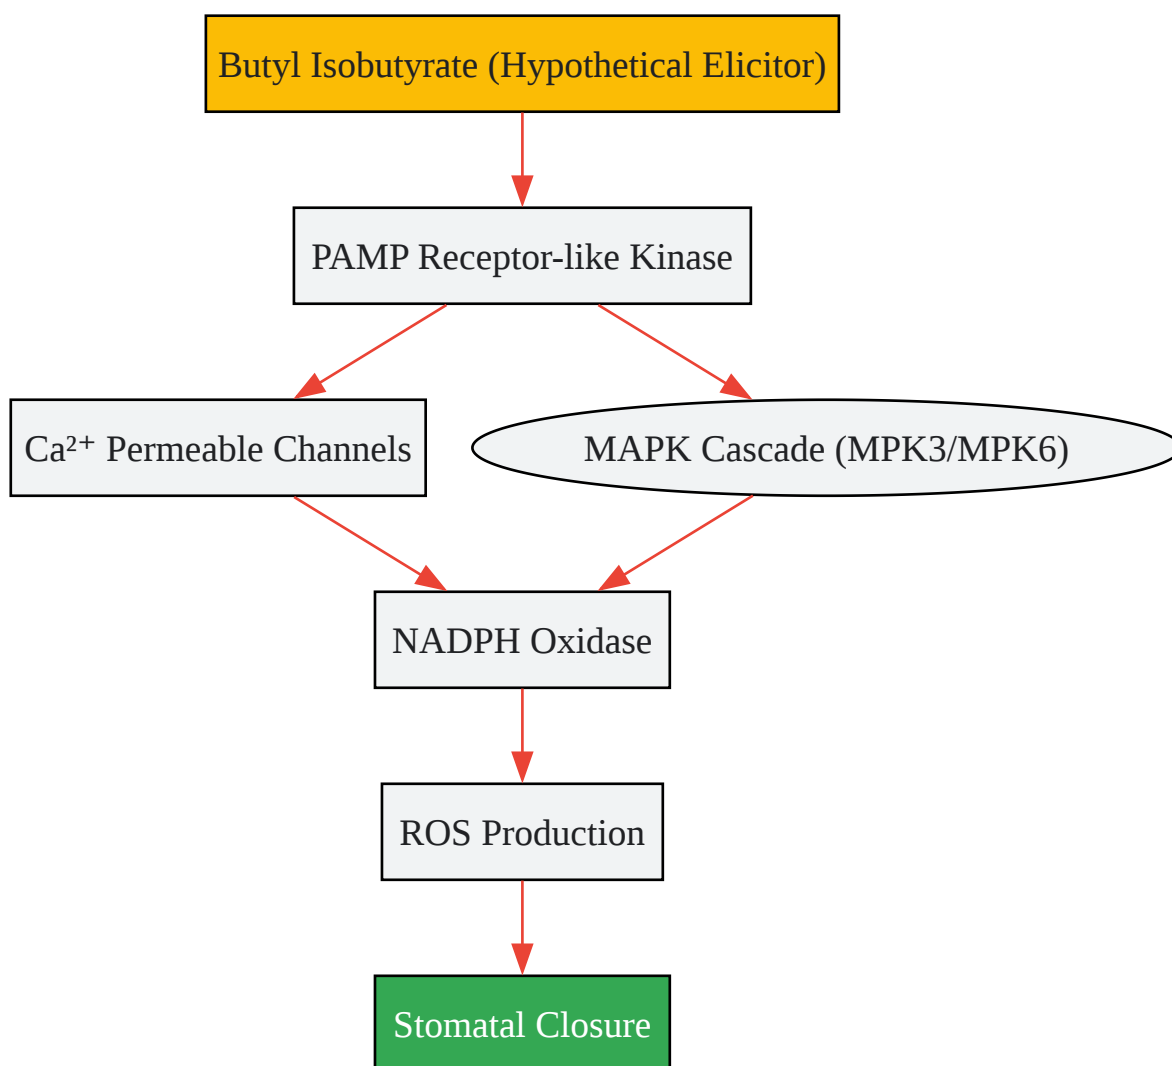 Butyl Isobutyrate (Hypothetical Elicitor)
PAMP Receptor-like Kinase
Ca²⁺ Permeable Channels
MAPK Cascade (MPK3/MPK6)
NADPH Oxidase
ROS Production
Stomatal Closure